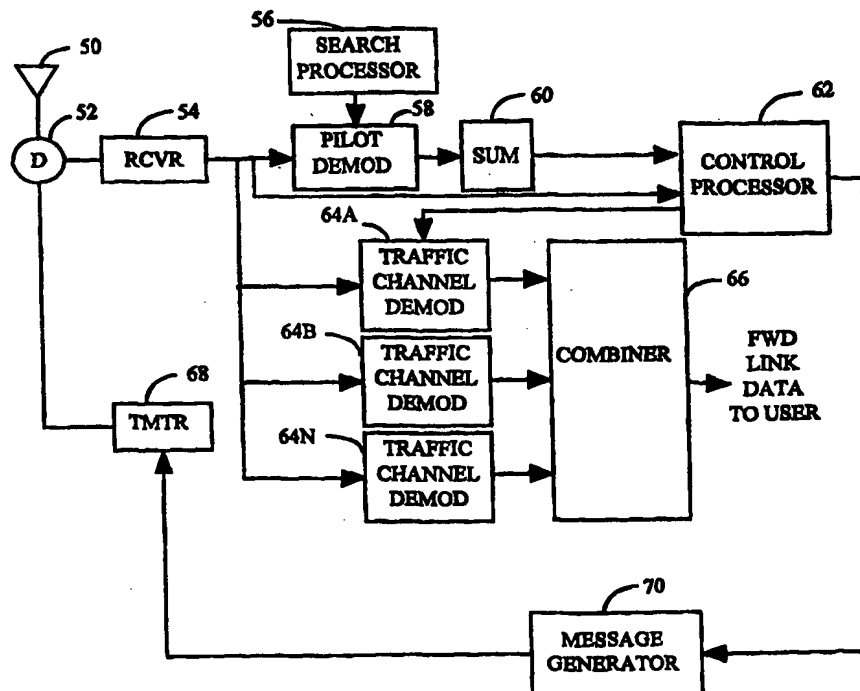 50
52
D
54
RCVR
56
SEARCH
PROCESSOR
58
PILOT
DEMOD
60
SUM
62
CONTROL
PROCESSOR
64A
TRAFFIC
CHANNEL
DEMOD
64B
TRAFFIC
CHANNEL
DEMOD
64N
TRAFFIC
CHANNEL
DEMOD
66
COMBINER
FWD
LINK
DATA
TO USER
68
TMTR
70
MESSAGE
GENERATOR